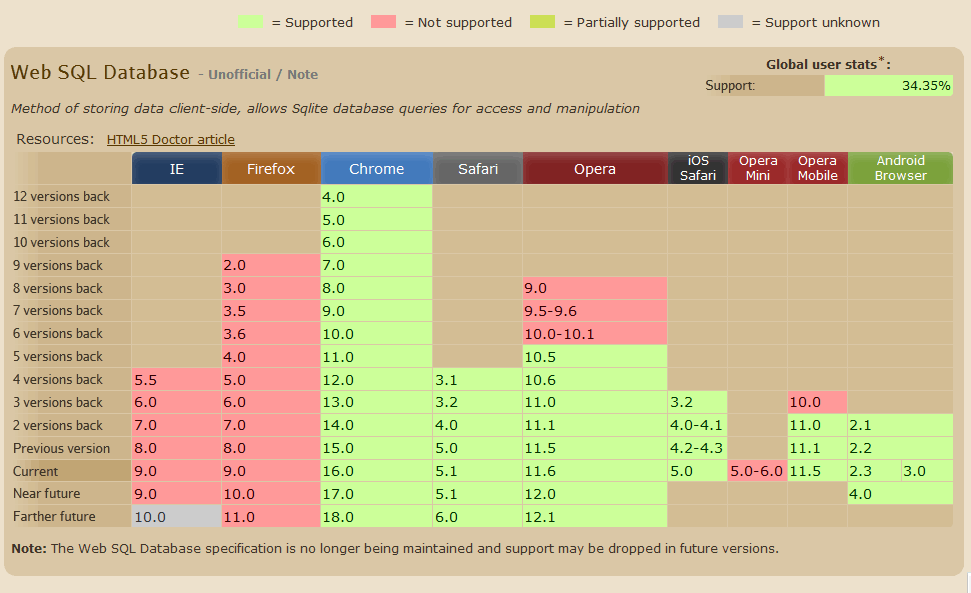 = Supported = Not supported = Partially supported = Support unknown
Web SQL Database - Unofficial / Note
Global user stats*:
Support: 34.35%
Method of storing data client-side, allows Sqlite database queries for access and manipulation
Resources: HTML5 Doctor article
IE Firefox Chrome Safari Opera iOS Safari Opera Mini Opera Mobile Android Browser
12 versions back 4.0
11 versions back 5.0
10 versions back 6.0
9 versions back 2.0 7.0
8 versions back 3.0 8.0 9.0
7 versions back 3.5 9.0 9.5-9.6
6 versions back 3.6 10.0 10.0-10.1
5 versions back 4.0 11.0 10.5
4 versions back 5.5 5.0 12.0 3.1 10.6
3 versions back 6.0 6.0 13.0 3.2 11.0 3.2 10.0
2 versions back 7.0 7.0 14.0 4.0 11.1 4.0-4.1 11.0 2.1
Previous version 8.0 8.0 15.0 5.0 11.5 4.2-4.3 11.1 2.2
Current 9.0 9.0 16.0 5.1 11.6 5.0 5.0-6.0 11.5 2.3 3.0
Near future 9.0 10.0 17.0 5.1 12.0 4.0
Farther future 10.0 11.0 18.0 6.0 12.1
Note: The Web SQL Database specification is no longer being maintained and support may be dropped in future versions.